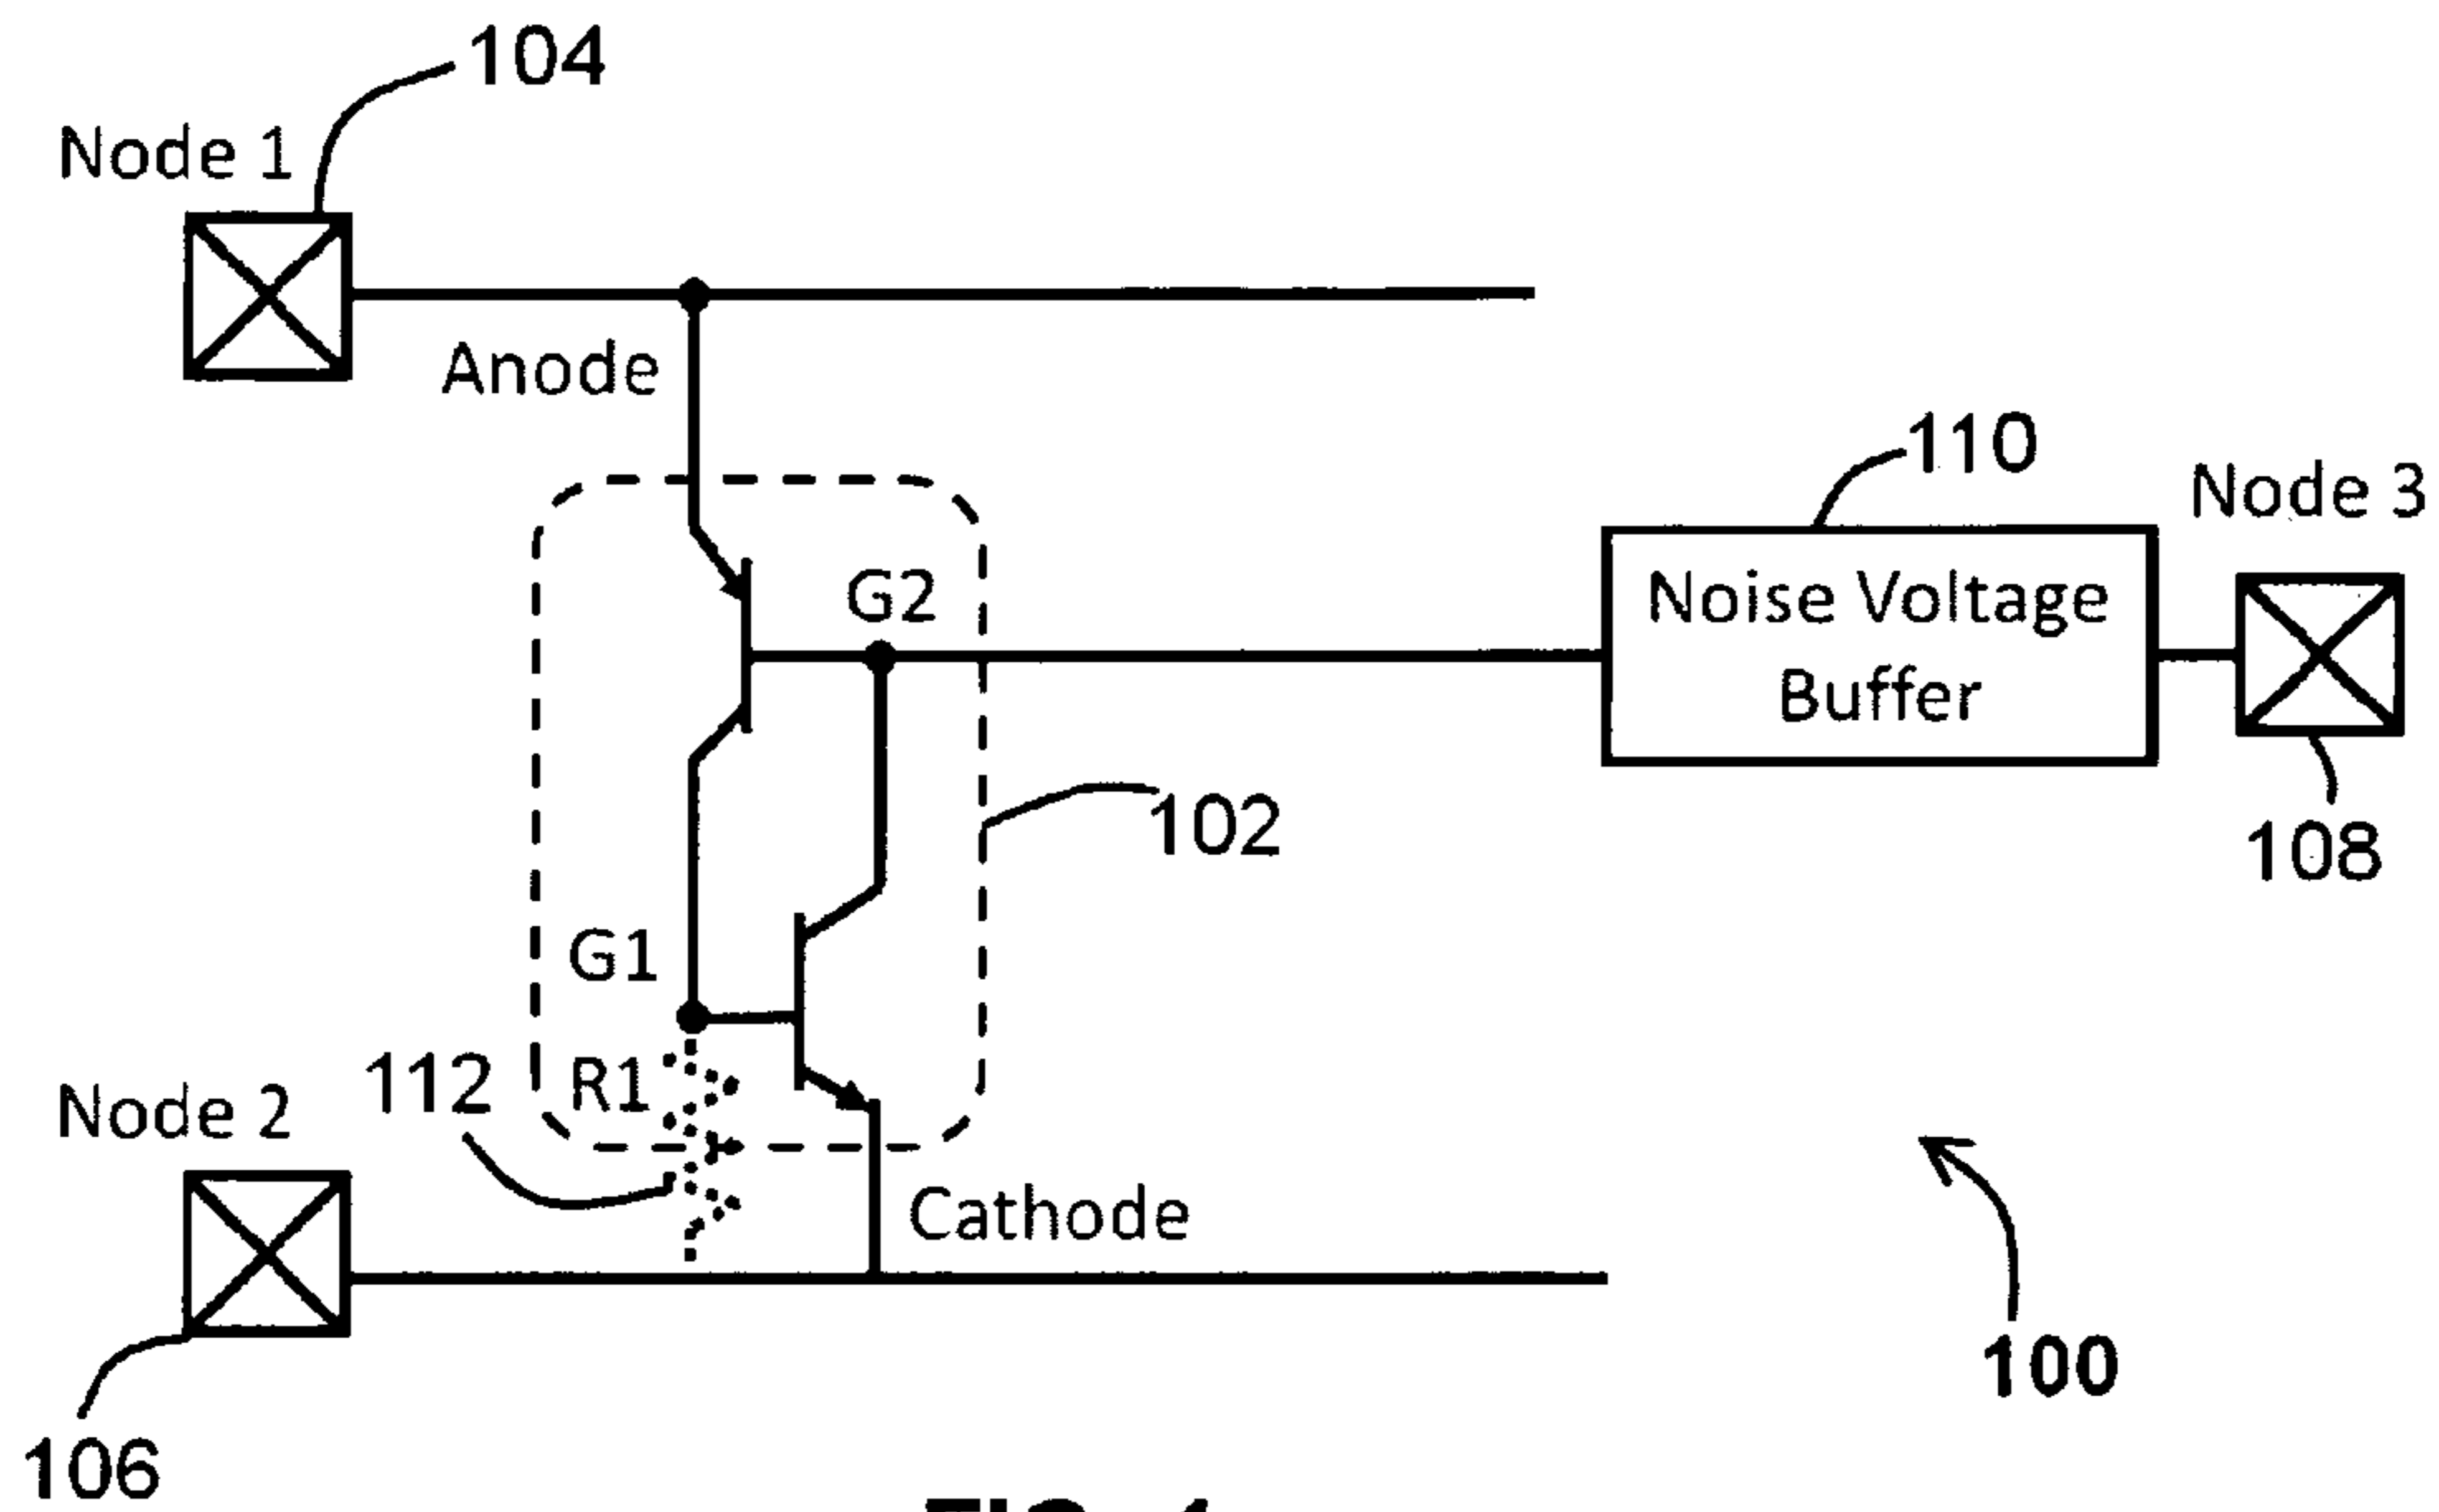 104
Node 1
Anode
110
Node 3
G2
Noise Voltage
Buffer
102
108
G1
112
R1
Node 2
Cathode
100
106